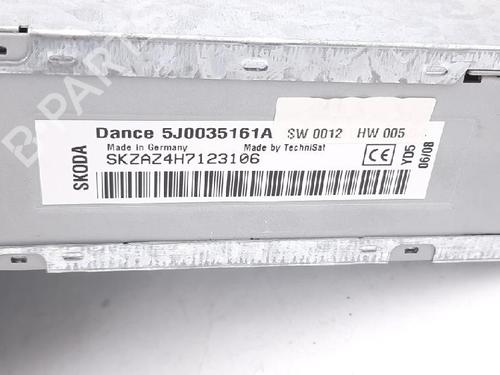 B-PARTS
SKODA
Dance 5J0035161A SW 0012 HW 005
Made in Germany Made by TechniSat
SKZAZ4H7123106
CE
Y05
06/08